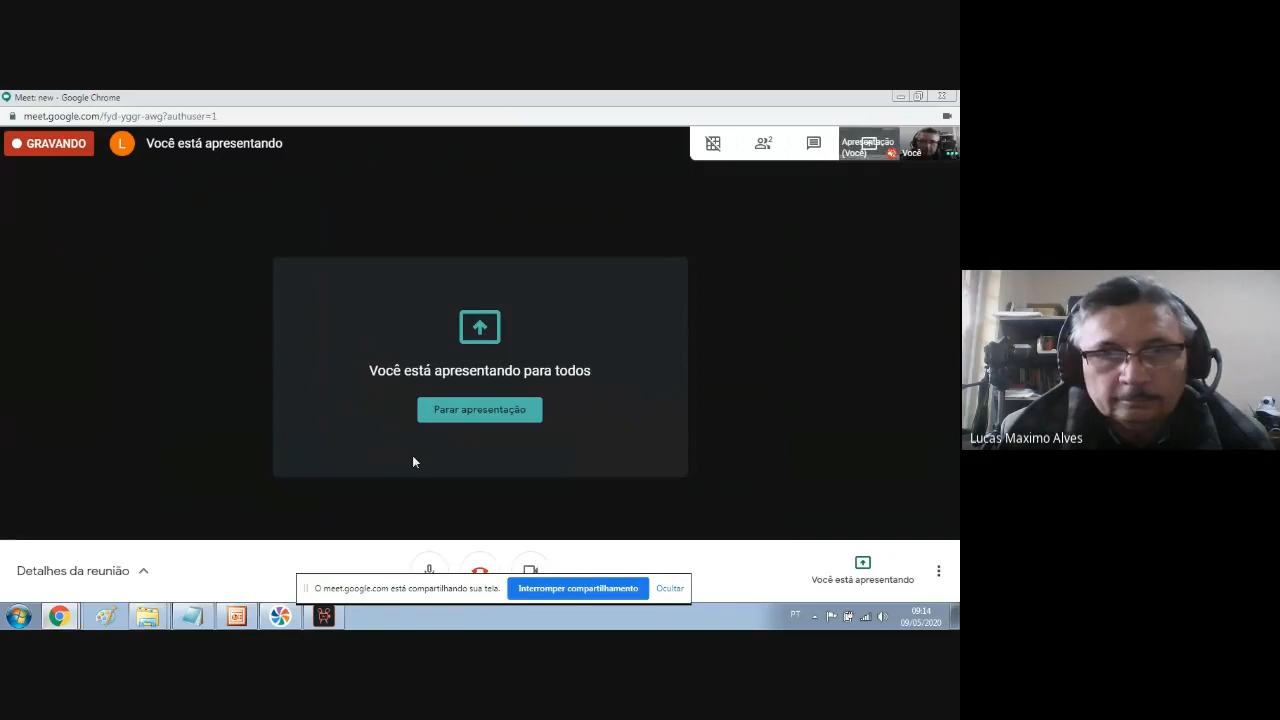 Meet: new - Google Chrome
meet.google.com/fyd-yggr-awg?authuser=1
GRAVANDO
L
Você está apresentando
2
Apresentação
(Você)
Você
Você está apresentando para todos
Parar apresentação
Lucas Maximo Alves
Detalhes da reunião
Você está apresentando
O meet.google.com está compartilhando sua tela.
Interromper compartilhamento
Ocultar
PT
09:14
09/05/2020